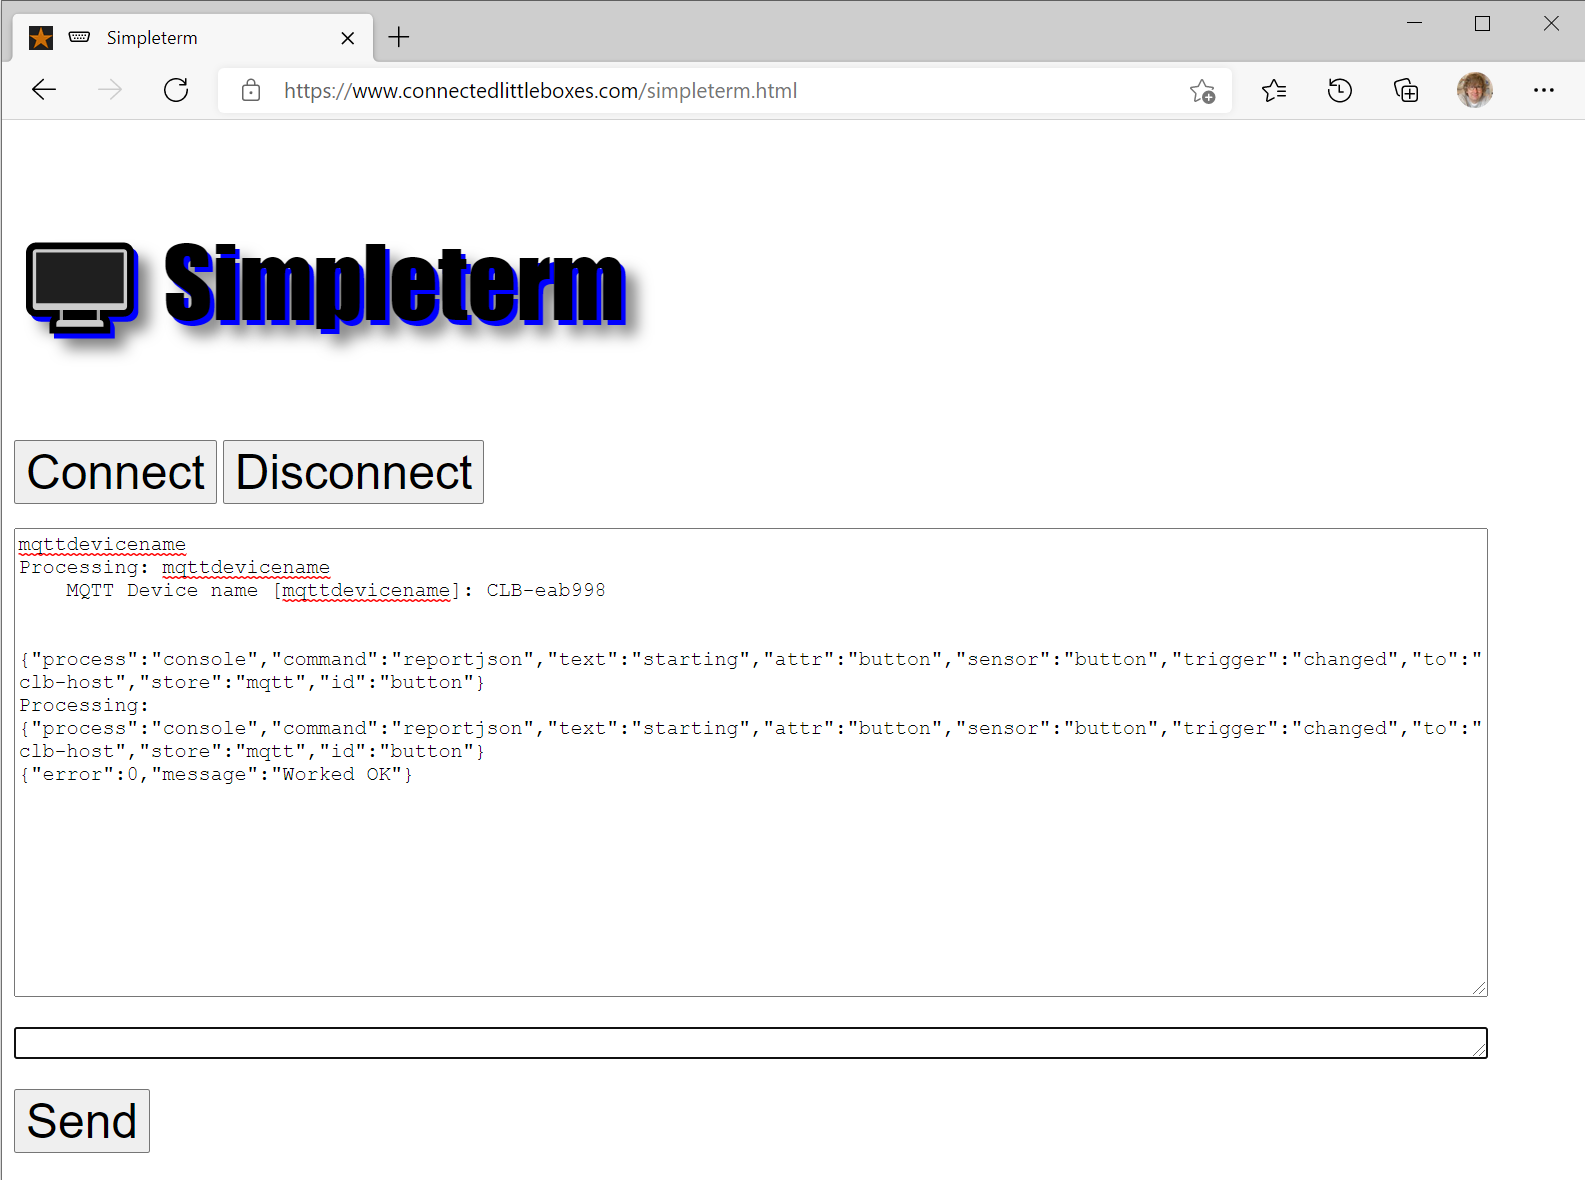 Simpleterm
https://www.connectedlittleboxes.com/simpleterm.html
Simpleterm
Connect Disconnect
mqttdevicename
Processing: mqttdevicename
MQTT Device name [mqttdevicename]: CLB-eab998
{"process":"console","command":"reportjson","text":"starting","attr":"button","sensor":"button","trigger":"changed","to":"
clb-host","store":"mqtt","id":"button"}
Processing:
{"process":"console","command":"reportjson","text":"starting","attr":"button","sensor":"button","trigger":"changed","to":"
clb-host","store":"mqtt","id":"button"}
{"error":0,"message":"Worked OK"}
Send